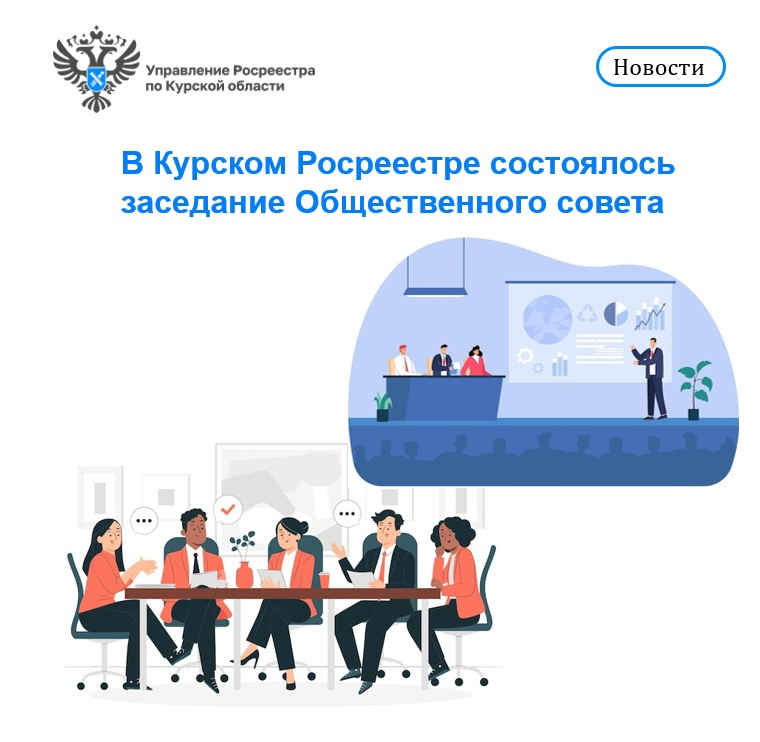 Управление Росреестра
по Курской области
Новости
В Курском Росреестре состоялось
заседание Общественного совета